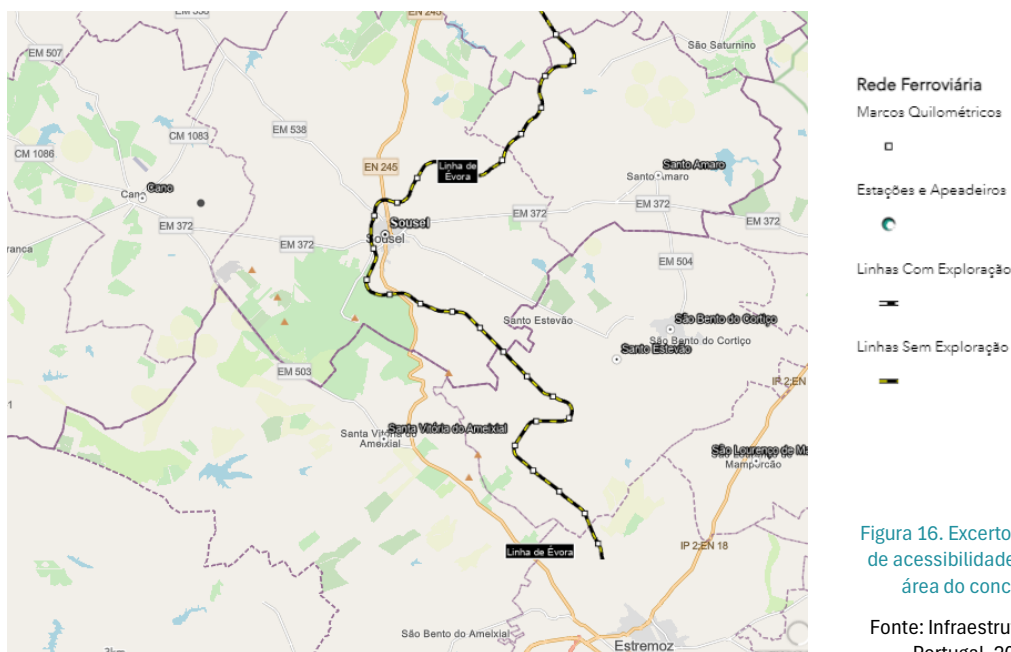 EM 507
EN 245
São Saturnino
CM 1083
EM 538
CM 1086
EN 245
Linha de
Évora
Santo Amaro
Santo Amaro
Cano
Cano
EM 372
EM 372
EM 372
EM 372
Sousel
Sousel
EM 372
EM 504
Santo Estevão
São Bento do Cortiço
São Bento do Cortiço
Santo Estevão
EM 503
IP 2;EN
Santa Vitória do Ameixial
Santa Vitória do
Ameixial
São Lourenço de
Mamporcão
Linha de Évora
IP 2;EN 18
São Bento do Ameixial
Estremoz
Rede Ferroviária
Marcos Quilométricos
Estações e Apeadeiros
Linhas Com Exploração
Linhas Sem Exploração
Figura 16. Excerto
de acessibilidade
área do conc
Fonte: Infraestru